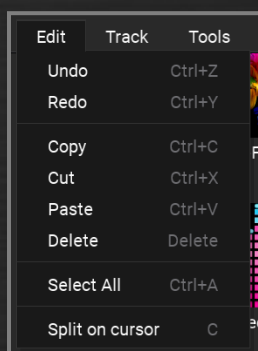 Edit Track Tools
Undo Ctrl+Z
Redo Ctrl+Y
Copy Ctrl+C
Cut Ctrl+X
Paste Ctrl+V
Delete Delete
Select All Ctrl+A
Split on cursor C